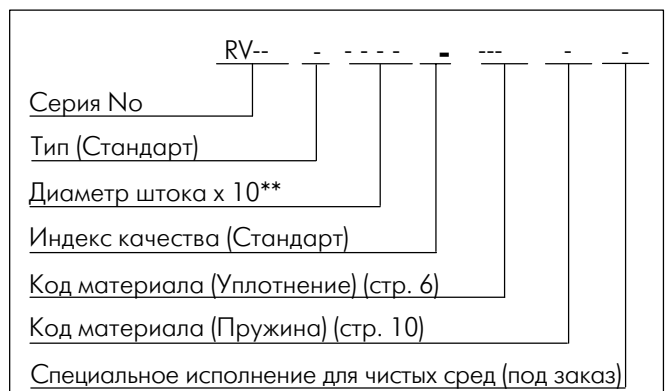 RV-- - - - - - - --- - -
Серия No
Тип (Стандарт)
Диаметр штока x 10**
Индекс качества (Стандарт)
Код материала (Уплотнение) (стр. 6)
Код материала (Пружина) (стр. 10)
Специальное исполнение для чистых сред (под заказ)